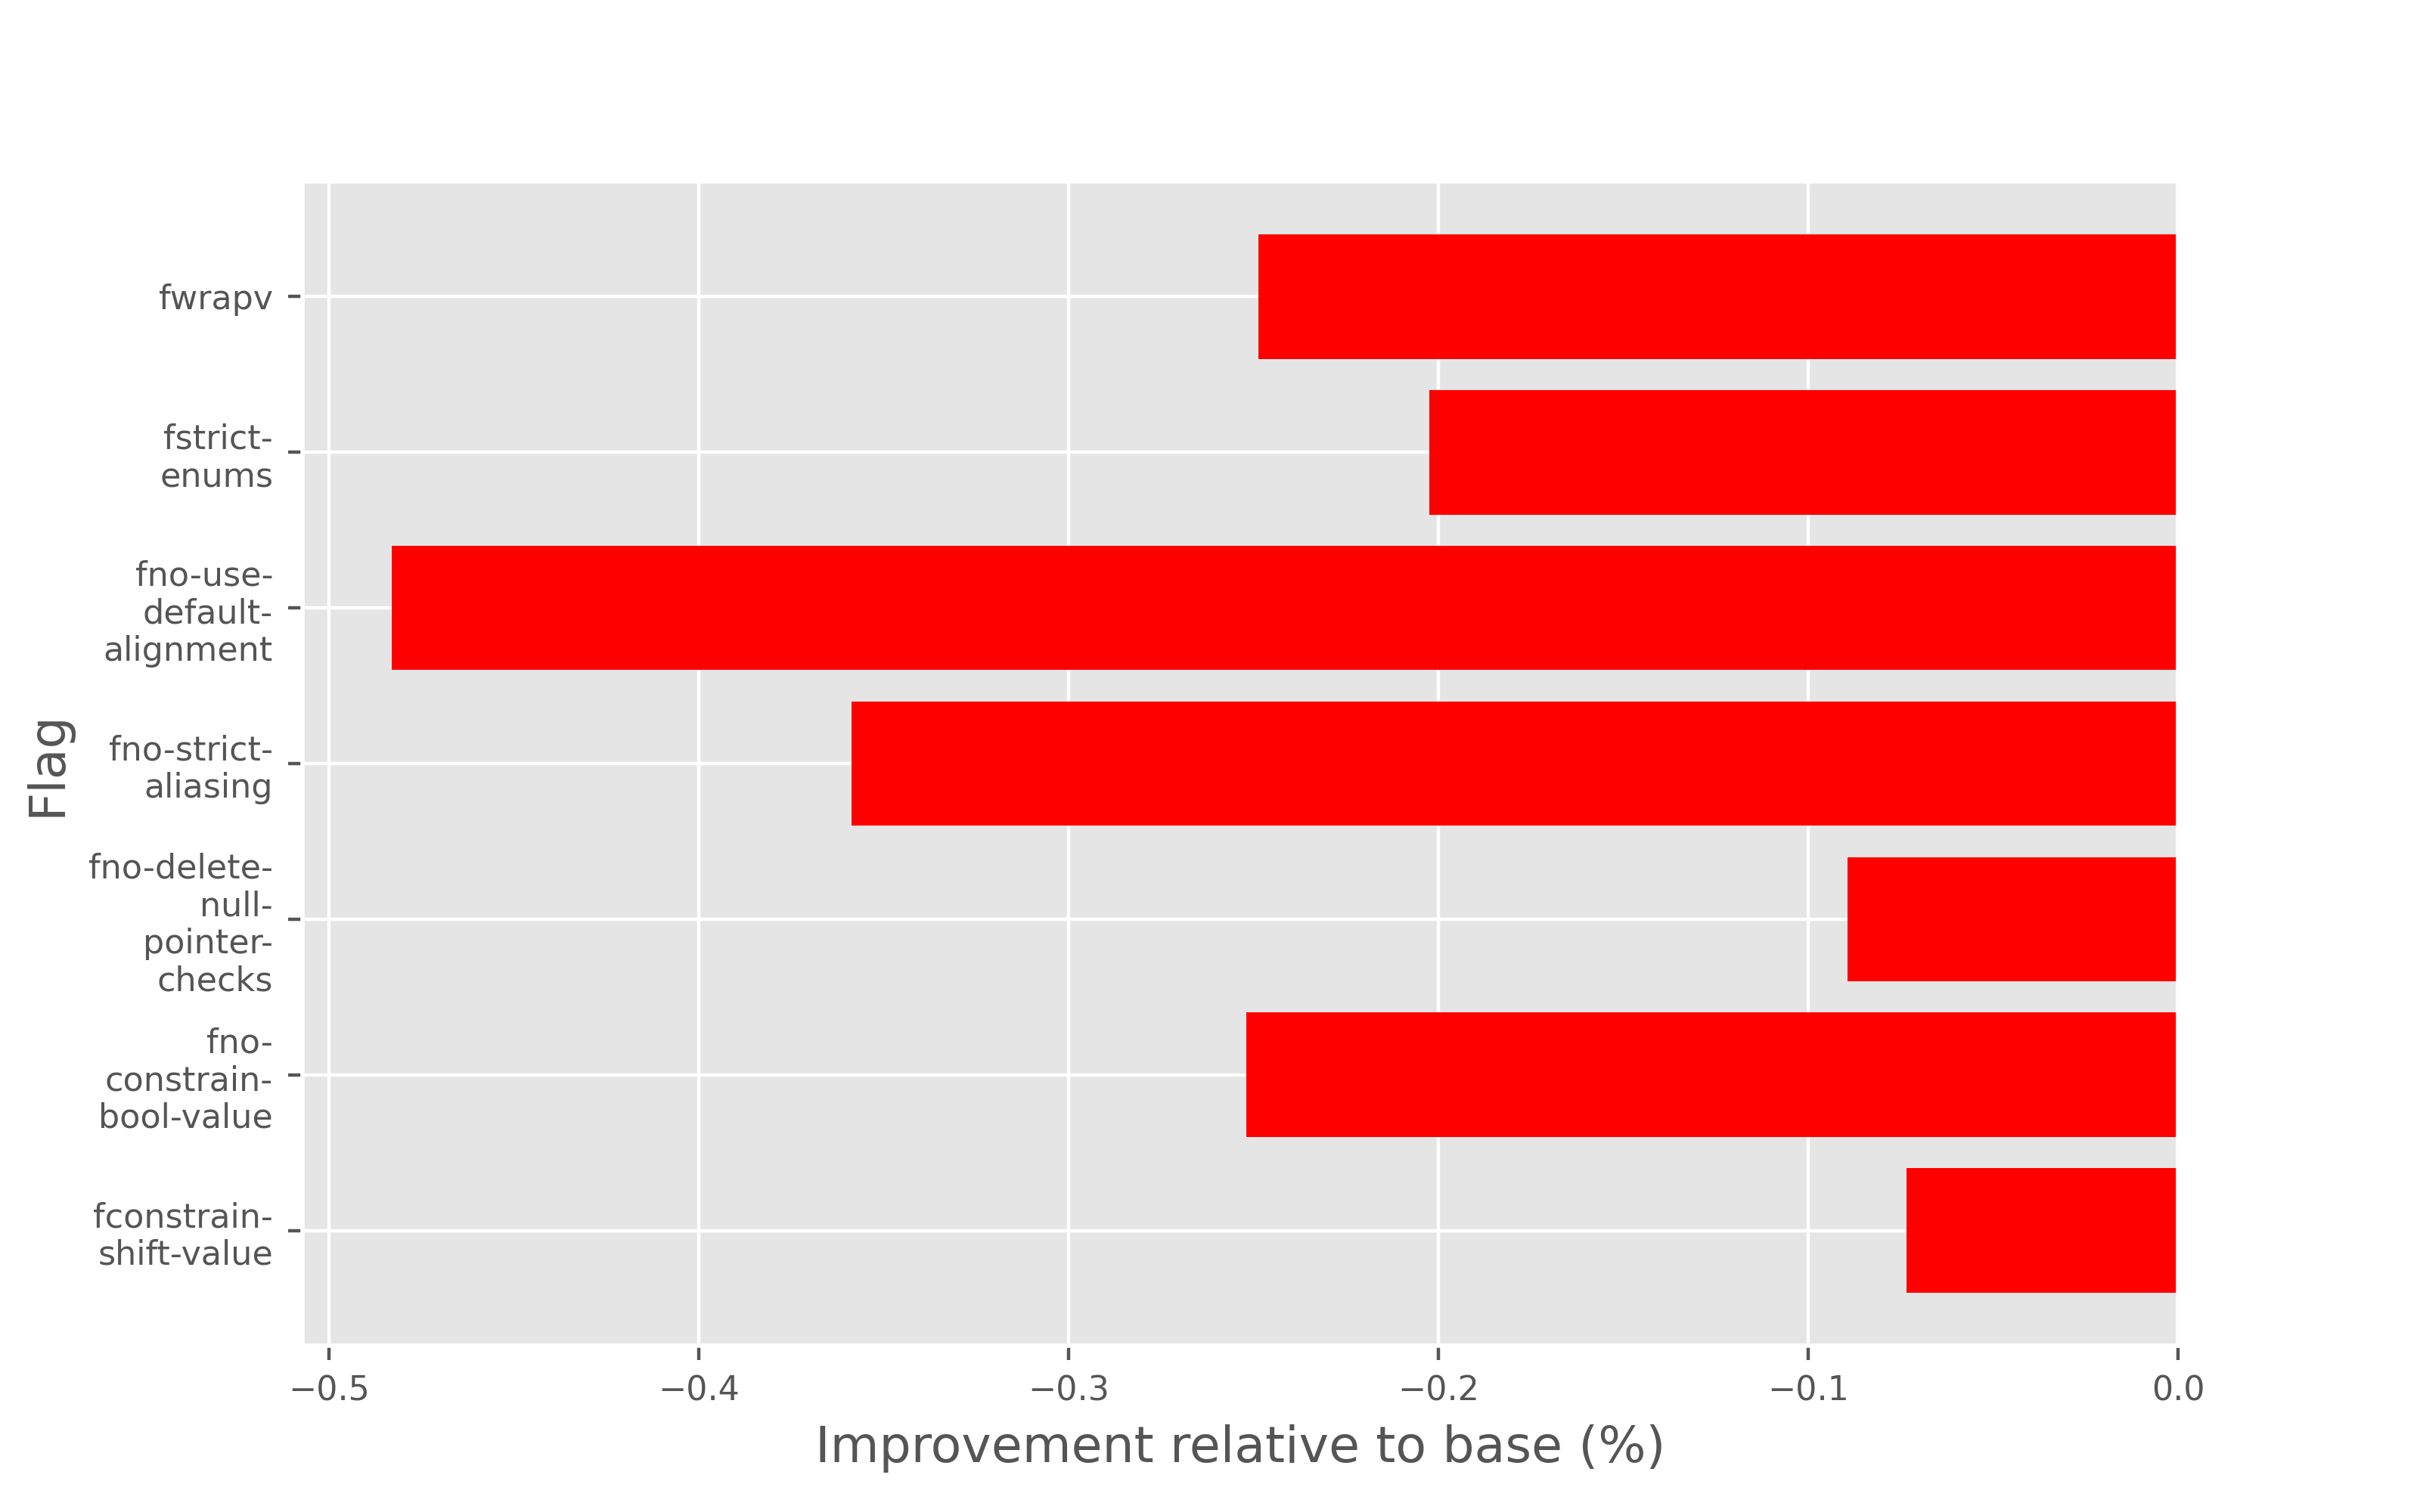 fwrapv
fstrict-
enums
fno-use-
default-
alignment
fno-strict-
aliasing
fno-delete-
null-
pointer-
checks
fno-
constrain-
bool-value
fconstrain-
shift-value
Flag
−0.5 −0.4 −0.3 −0.2 −0.1 0.0
Improvement relative to base (%)